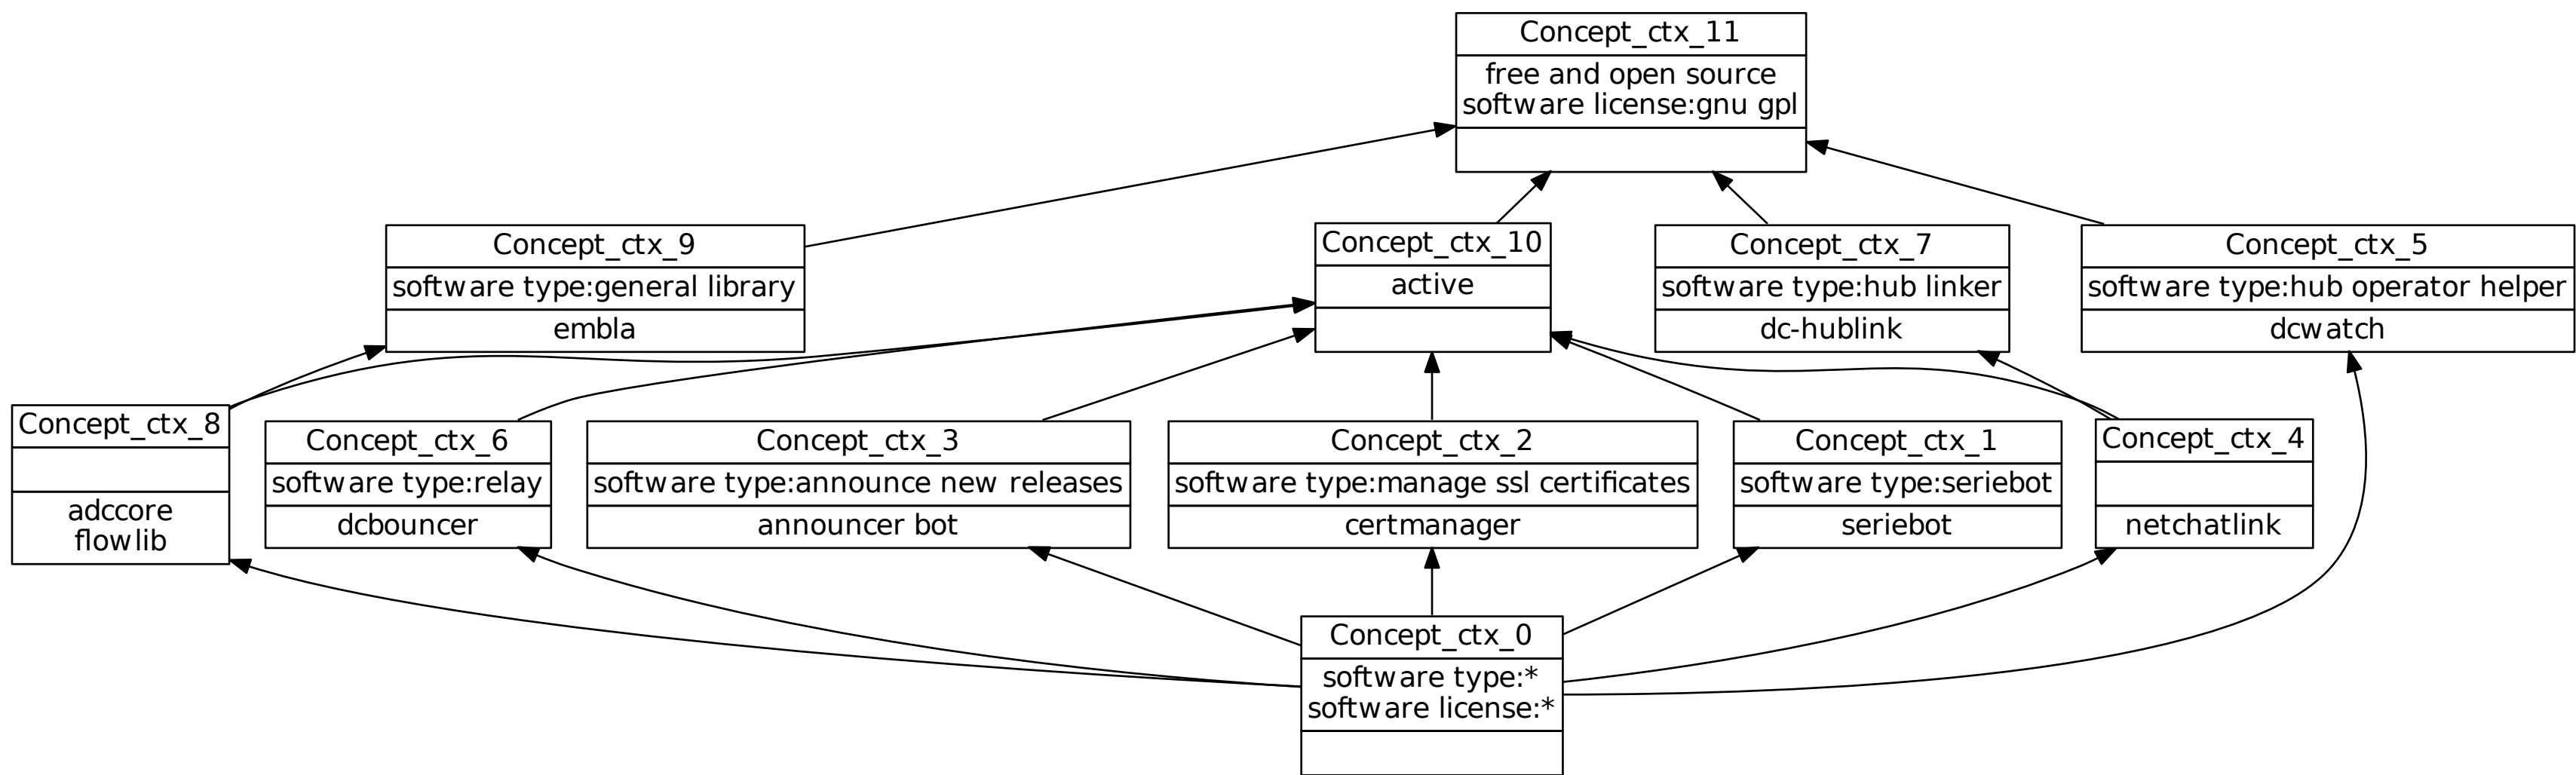 Concept_ctx_11
free and open source
software license:gnu gpl
Concept_ctx_9
software type:general library
embla
Concept_ctx_10
active
Concept_ctx_7
software type:hub linker
dc-hublink
Concept_ctx_5
software type:hub operator helper
dcwatch
Concept_ctx_8
adccore
flowlib
Concept_ctx_6
software type:relay
dcbouncer
Concept_ctx_3
software type:announce new releases
announcer bot
Concept_ctx_2
software type:manage ssl certificates
certmanager
Concept_ctx_1
software type:seriebot
seriebot
Concept_ctx_4
netchatlink
Concept_ctx_0
software type:*
software license:*